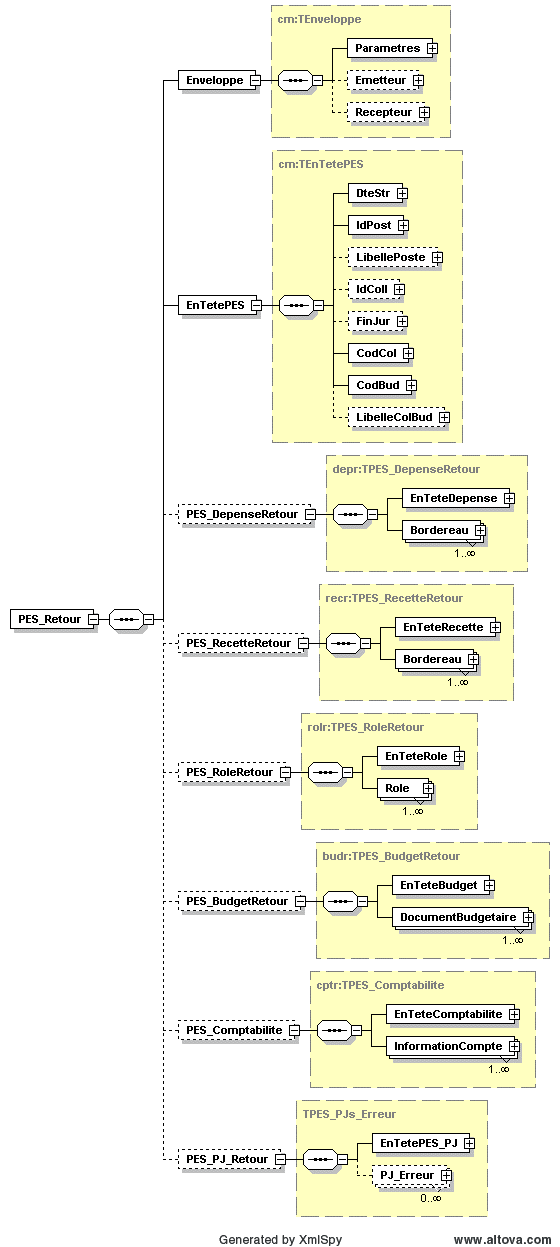 cm:TEnveloppe
Parametres
Enveloppe
Emetteur
Recepteur
cm:TEnTetePES
DteStr
IdPost
LibellePoste
IdColl
EnTetePES
FinJur
CodCol
CodBud
LibelleColBud
depr:TPES_DepenseRetour
EnTeteDepense
PES_DepenseRetour
Bordereau
1..∞
PES_Retour
recr:TPES_RecetteRetour
EnTeteRecette
PES_RecetteRetour
Bordereau
1..∞
rolr:TPES_RoleRetour
EnTeteRole
PES_RoleRetour
Role
1..∞
budr:TPES_BudgetRetour
EnTeteBudget
PES_BudgetRetour
DocumentBudgetaire
1..∞
cptr:TPES_Comptabilite
EnTeteComptabilite
PES_Comptabilite
InformationCompte
1..∞
TPES_PJs_Erreur
EnTetePES_PJ
PES_PJ_Retour
PJ_Erreur
0..∞
Generated by XmlSpy
www.altova.com